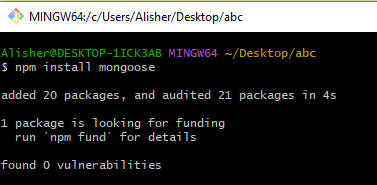 MINGW64:/c/Users/Alisher/Desktop/abc
Alisher@DESKTOP-1ICK3AB MINGW64 ~/Desktop/abc
$ npm install mongoose
added 20 packages, and audited 21 packages in 4s
1 package is looking for funding
  run `npm fund` for details
found 0 vulnerabilities